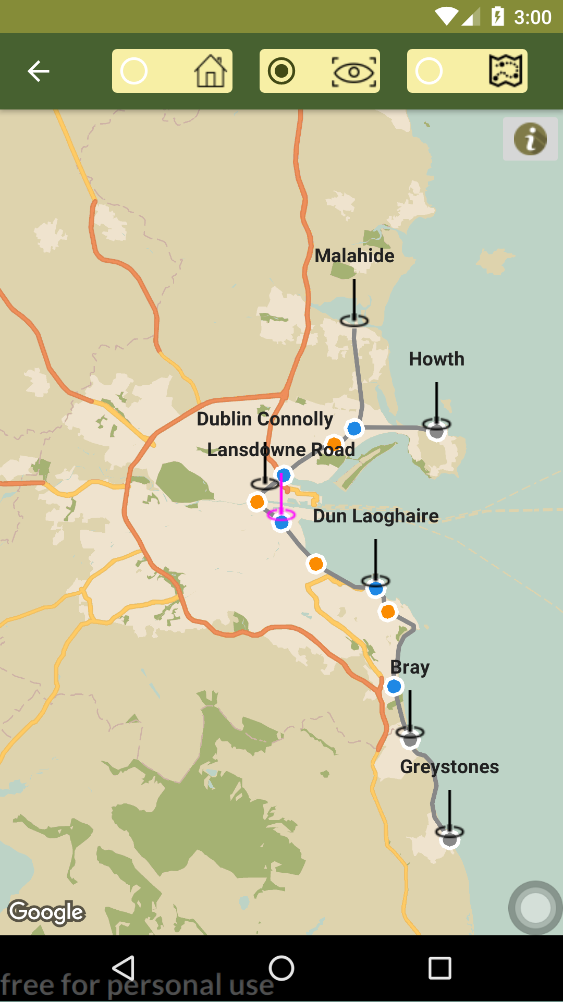 3:00
i
Malahide
Howth
Dublin Connolly
Lansdowne Road
Dun Laoghaire
Bray
Greystones
Google
free for personal use